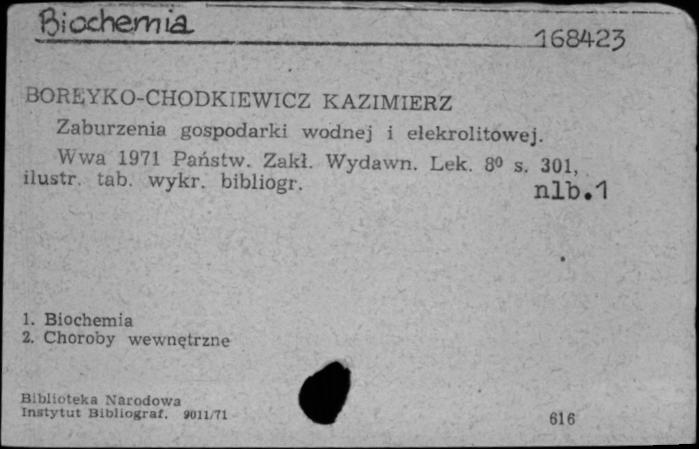 Biochemia
168423
BOREYKO-CHODKIEWICZ KAZIMIERZ
Zaburzenia gospodarki wodnej i elekrolitowej.
Wwa 1971 Państw. Zakł. Wydawn. Lek. 8⁰ s. 301,
ilustr. tab. wykr. bibliogr. nlb.1
1. Biochemia
2. Choroby wewnętrzne
Biblioteka Narodowa
Instytut Bibliograf. 9011/71
616